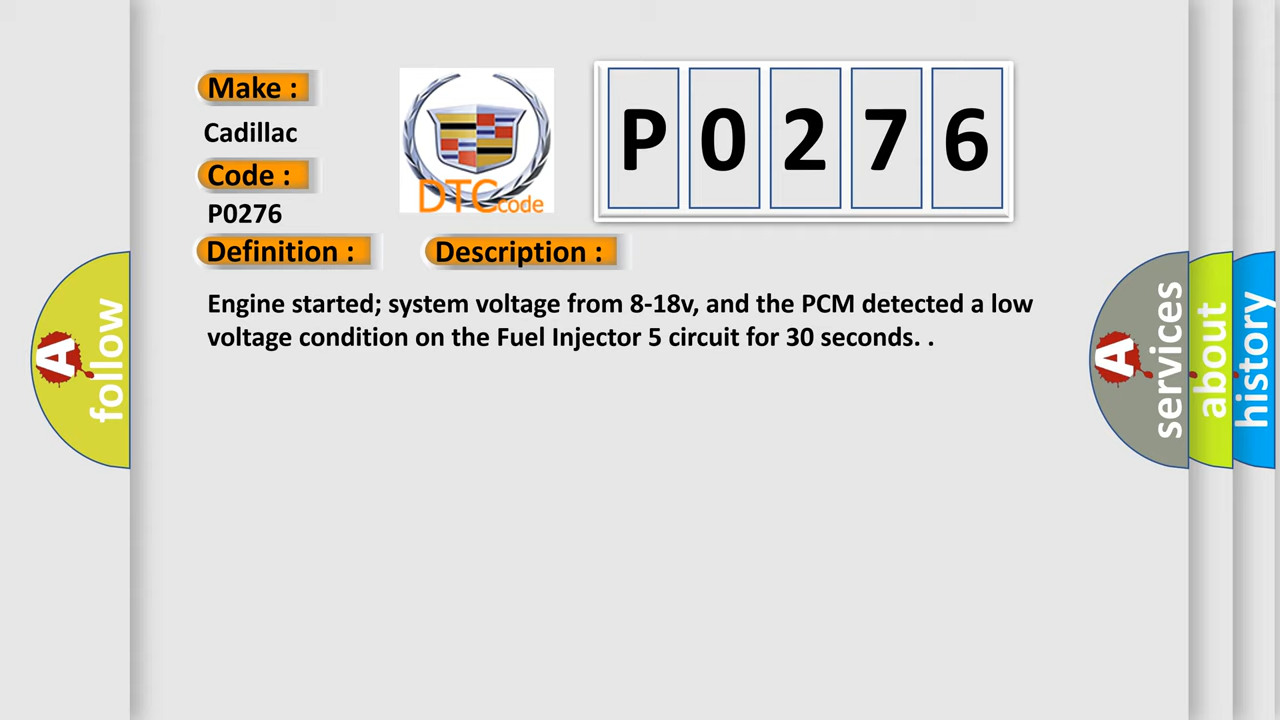 Make :
Cadillac
Code :
P0276
Definition :
Description :
Engine started; system voltage from 8-18v, and the PCM detected a low
voltage condition on the Fuel Injector 5 circuit for 30 seconds. .
DTC code
P 0 2 7 6
A follow
A services
about
history